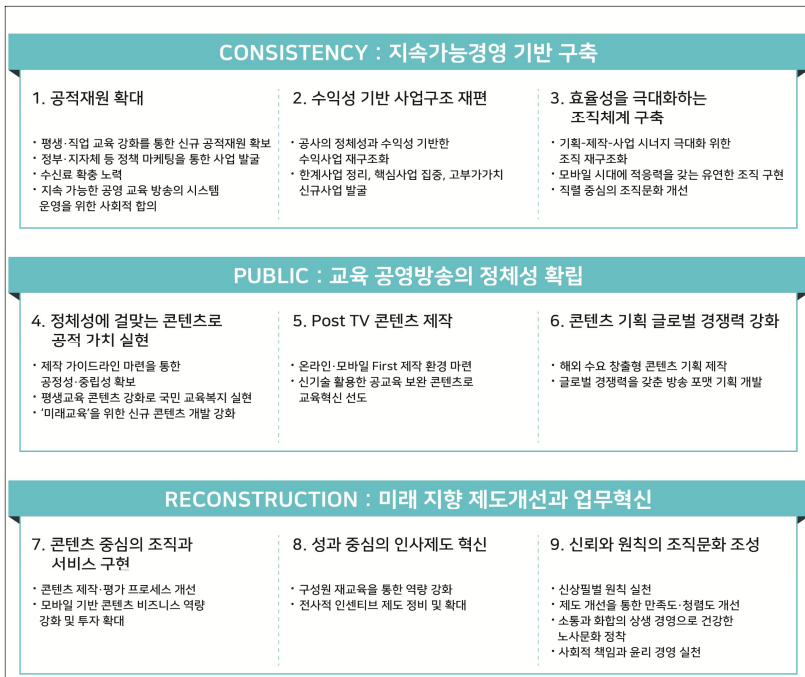 CONSISTENCY : 지속가능경영 기반 구축
1. 공적재원 확대
• 평생·직업 교육 강화를 통한 신규 공적재원 확보
• 정부·지자체 등 정책 마케팅을 통한 사업 발굴
• 수신료 확충 노력
• 지속 가능한 공영 교육 방송의 시스템
운영을 위한 사회적 합의
2. 수익성 기반 사업구조 재편
• 공사의 정체성과 수익성 기반한
수익사업 재구조화
• 한계사업 정리, 핵심사업 집중, 고부가가치
신규사업 발굴
3. 효율성을 극대화하는
조직체계 구축
• 기획-제작-사업 시너지 극대화 위한
조직 재구조화
• 모바일 시대에 적응력을 갖는 유연한 조직 구현
• 직렬 중심의 조직문화 개선
PUBLIC : 교육 공영방송의 정체성 확립
4. 정체성에 걸맞는 콘텐츠로
공적 가치 실현
• 제작 가이드라인 마련을 통한
공정성·중립성 확보
• 평생교육 콘텐츠 강화로 국민 교육복지 실현
• '미래교육'을 위한 신규 콘텐츠 개발 강화
5. Post TV 콘텐츠 제작
• 온라인·모바일 First 제작 환경 마련
• 신기술 활용한 공교육 보완 콘텐츠로
교육혁신 선도
6. 콘텐츠 기획 글로벌 경쟁력 강화
• 해외 수요 창출형 콘텐츠 기획 제작
• 글로벌 경쟁력을 갖춘 방송 포맷 기획 개발
RECONSTRUCTION : 미래 지향 제도개선과 업무혁신
7. 콘텐츠 중심의 조직과
서비스 구현
• 콘텐츠 제작·평가 프로세스 개선
• 모바일 기반 콘텐츠 비즈니스 역량
강화 및 투자 확대
8. 성과 중심의 인사제도 혁신
• 구성원 재교육을 통한 역량 강화
• 전사적 인센티브 제도 정비 및 확대
9. 신뢰와 원칙의 조직문화 조성
• 신상필벌 원칙 실천
• 제도 개선을 통한 만족도·청렴도 개선
• 소통과 화합의 상생 경영으로 건강한
노사문화 정착
• 사회적 책임과 윤리 경영 실천